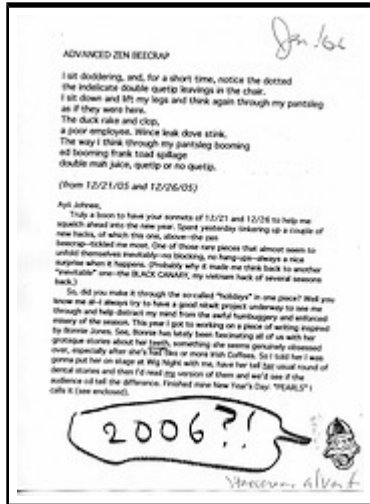 Jan '06
ADVANCED ZEN BEECRAP
I sit doddering, and, for a short time, notice the dotted
the indelicate double quetip leavings in the chair.
I sit down and lift my legs and think again through my pantsleg
as if they were here.
The duck rake and clop,
a poor employee. Wince leak dove stink.
The way I think through my pantsleg booming
ed booming frank toad spillage
double mah juice, quetip or no quetip.
(from 12/21/05 and 12/26/05)
Ayii Johnee,
Truly a boon to have your sonnets of 12/21 and 12/26 to help me
squelch ahead into the new year. Spent yesterday tinkering up a couple of
new hacks, of which this one, above--the zen
beecrap--tickled me most. One of those rare pieces that almost seem to
unfold themselves inevitably--no blocking, no hang-ups--always a nice
surprise when it happens. (Probably why it made me think back to another
"inevitable" one--the BLACK CANARY, my vietnam hack of several seasons
back.)
So, did you make it through the so-called "holidays" in one piece? Well you
know me al-I always try to have a good nitwit project underway to see me
through and help distract my mind from the awful humbuggery and enforced
misery of the season. This year I got to working on a piece of writing inspired
by Bonnie Jones. See, Bonnie has lately been fascinating all of us with her
grotesque stories about her teeth, something she seems genuinely obsessed
over, especially after she's had two or more Irish Coffees. So I told her I was
gonna put her on stage at Wig Night with me, have her tell her usual round of
dental stories and then I'd read my version of them and we'd see if the
audience cd tell the difference. Finished mine New Year's Day. "PEARLS" I
calls it (see enclosed).
2006?!